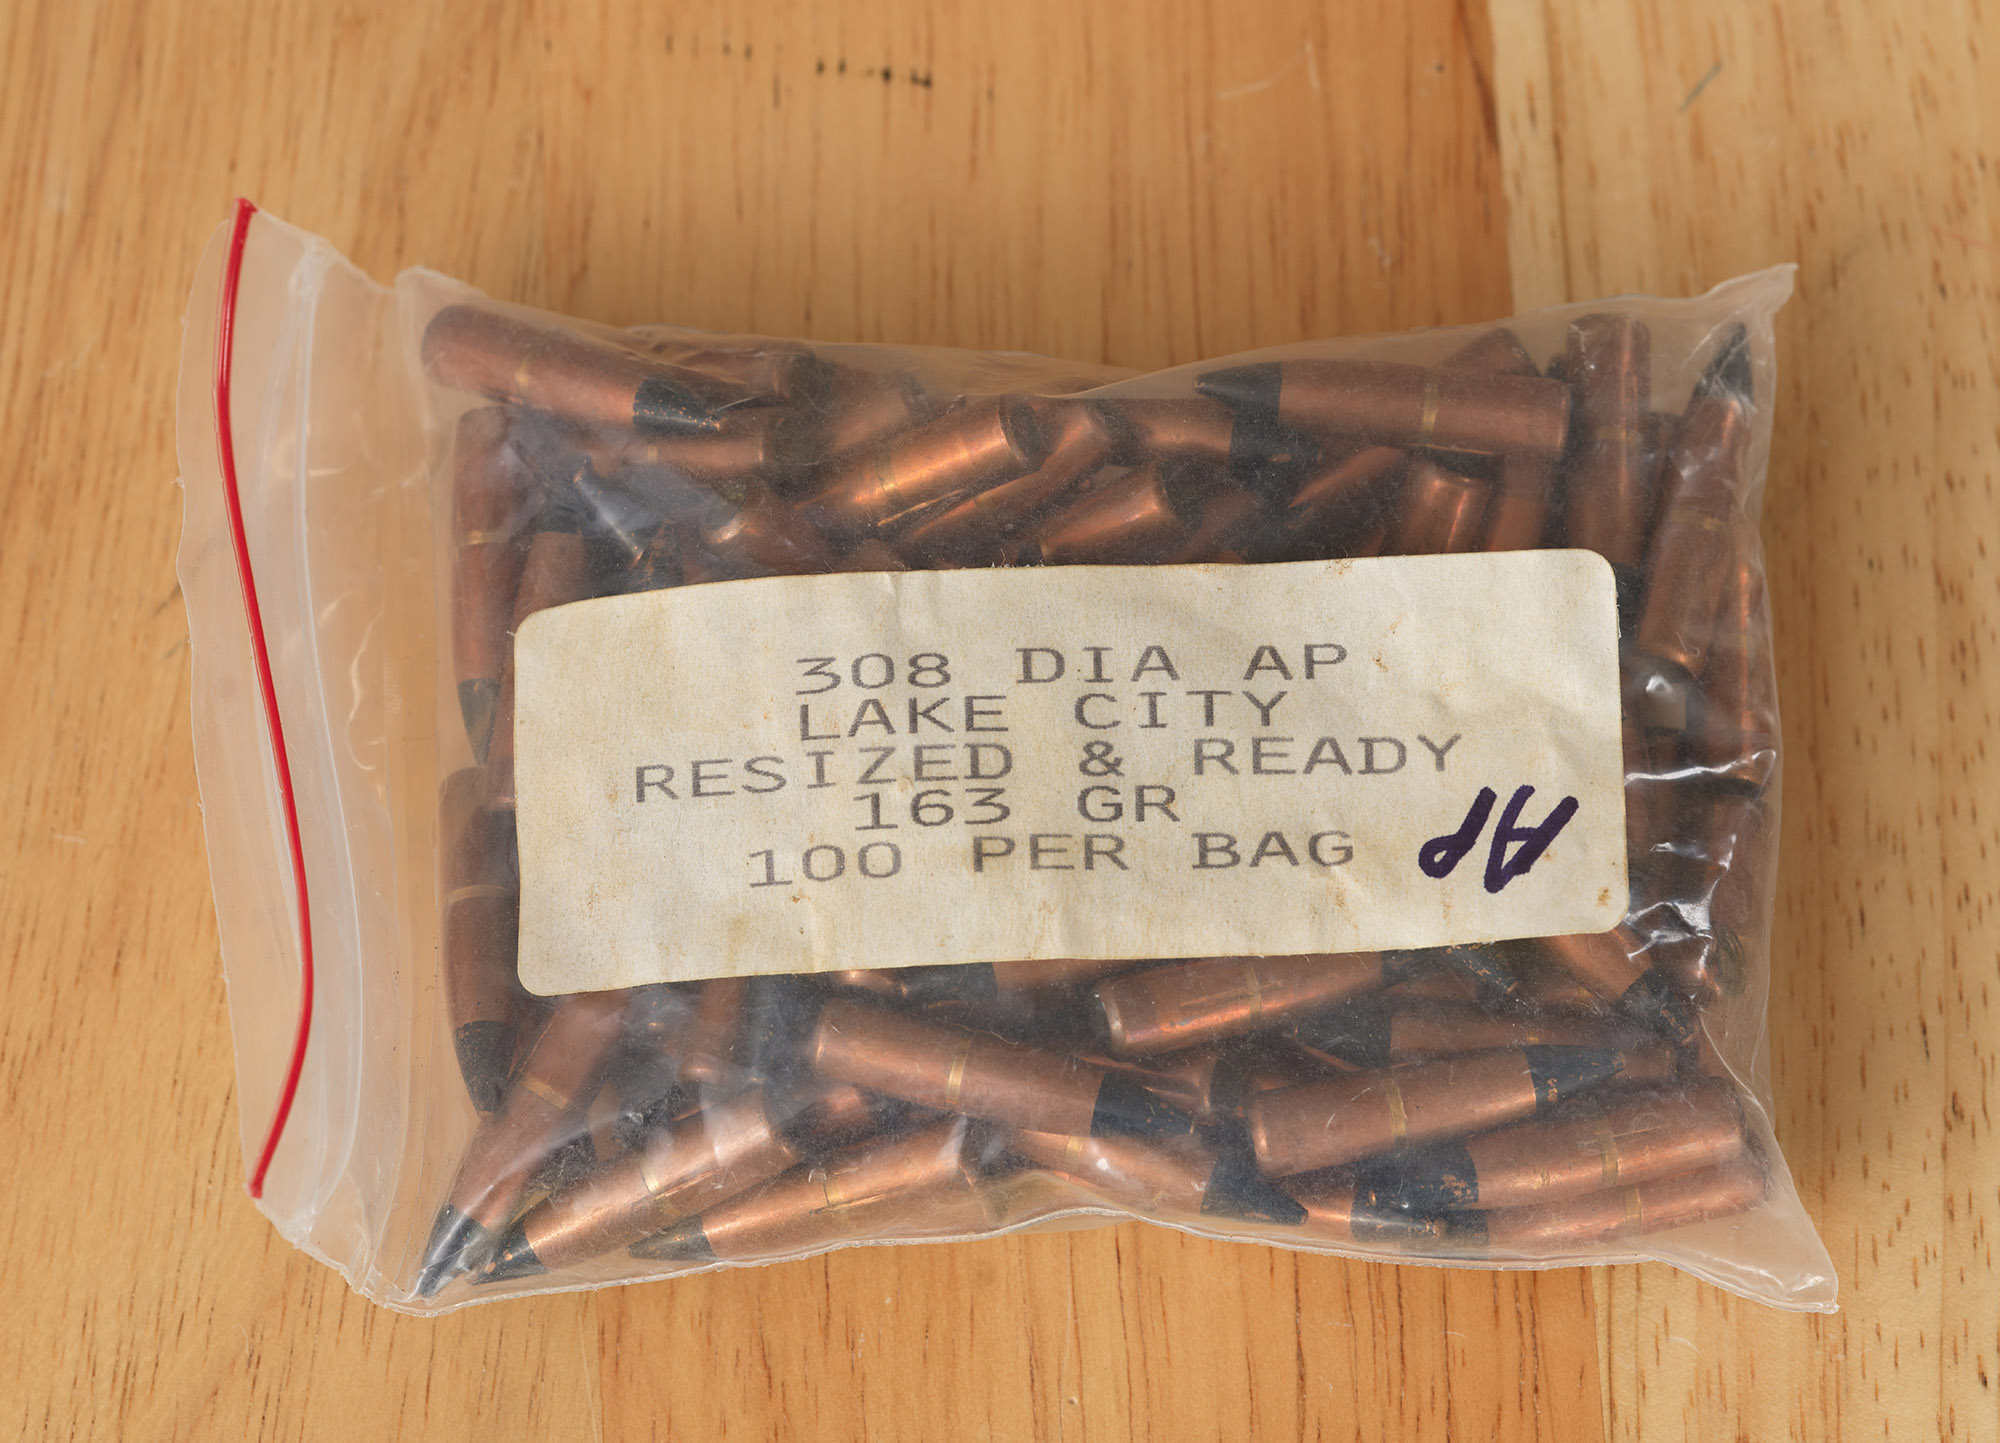 308 DIA AP
LAKE CITY
RESIZED & READY
163 GR
100 PER BAG
AP